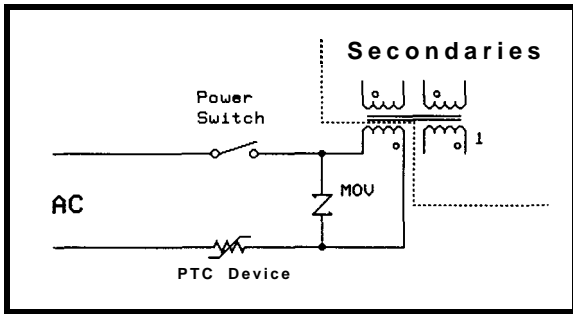 Secondaries
Power
Switch
1
MOV
AC
PTC Device